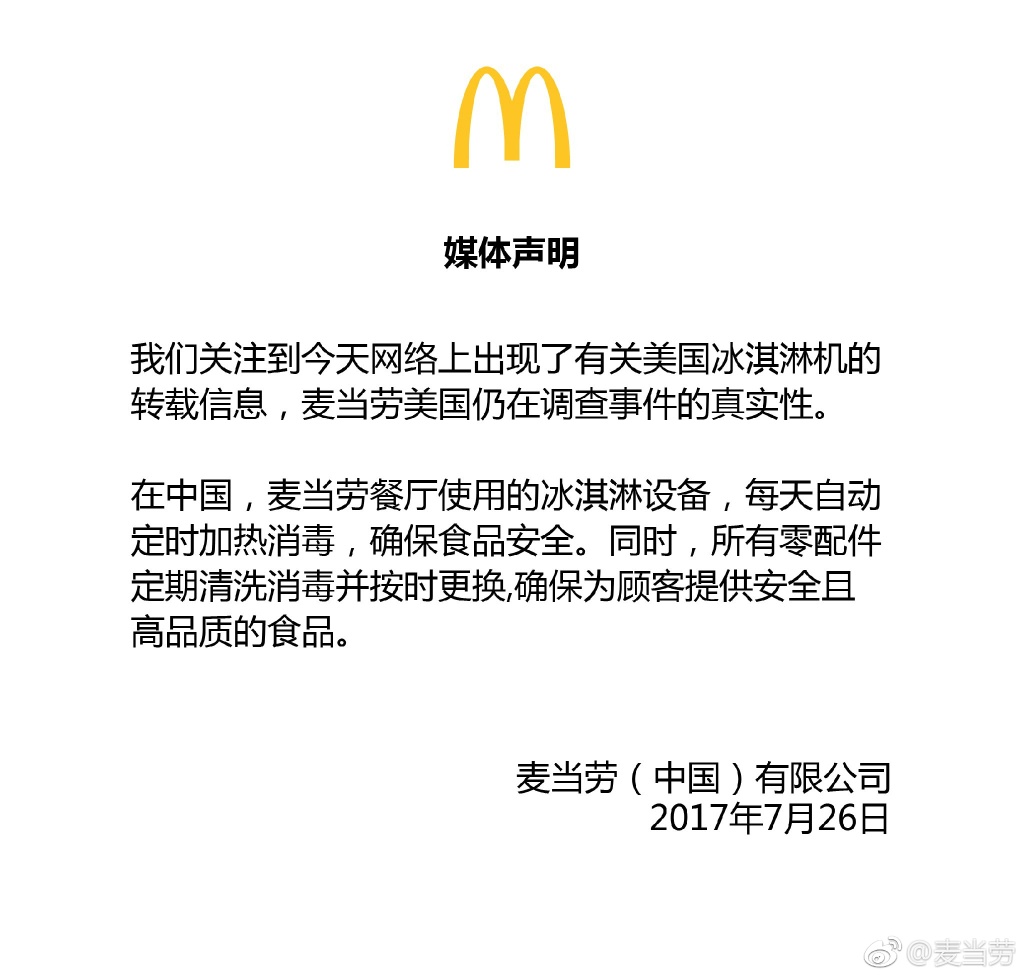 媒体声明
我们关注到今天网络上出现了有关美国冰淇淋机的
转载信息，麦当劳美国仍在调查事件的真实性。
在中国，麦当劳餐厅使用的冰淇淋设备，每天自动
定时加热消毒，确保食品安全。同时，所有零配件
定期清洗消毒并按时更换,确保为顾客提供安全且
高品质的食品。
麦当劳（中国）有限公司
2017年7月26日
@麦当劳